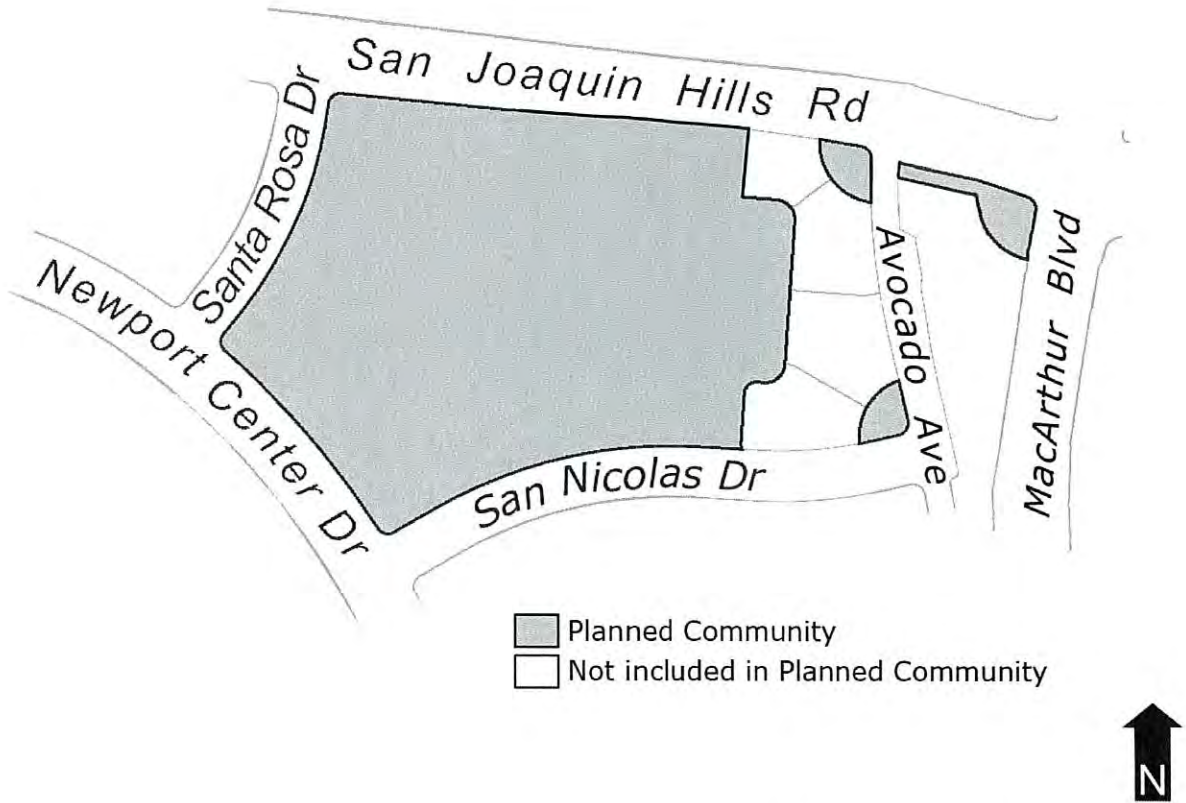 San Joaquin Hills Rd
Santa Rosa Dr
Newport Center Dr
San Nicolas Dr
Avocado Ave
MacArthur Blvd
Planned Community
Not included in Planned Community
N